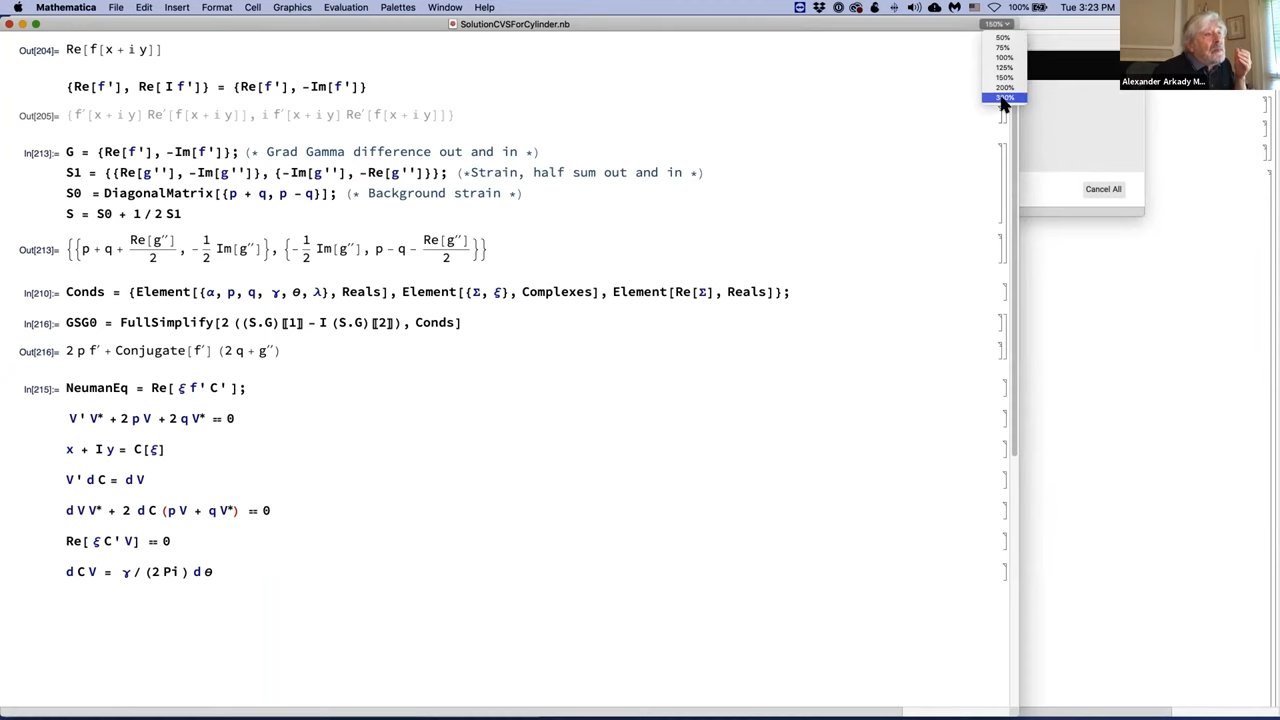 Mathematica File Edit Insert Format Cell Graphics Evaluation Palettes Window Help 100% Tue 3:23 PM
SolutionCVSForCylinder.nb 150%
50%
75%
100%
125%
150%
200%
300%
Alexander Arkady M...
Cancel All
Out[204]= Re[f[x + i y]]
{Re[f'], Re[ I f'']} = {Re[f'], -Im[f']}
Out[205]= {f′[x + i y] Re′[f[x + i y]], i f′[x + i y] Re′[f[x + i y]]}
In[213]:= G = {Re[f'], -Im[f']}; (* Grad Gamma difference out and in *)
S1 = {{Re[g''], -Im[g'']}, {-Im[g''], -Re[g'']}}; (*Strain, half sum out and in *)
S0 = DiagonalMatrix[{p + q, p - q}]; (* Background strain *)
S = S0 + 1/2 S1
Out[213]= {{p + q + Re[g″]/2, -1/2 Im[g″]}, {-1/2 Im[g″], p - q - Re[g″]/2}}
In[210]:= Conds = {Element[{α, p, q, γ, θ, λ}, Reals], Element[{Σ, ξ}, Complexes], Element[Re[Σ], Reals]};
In[216]:= GSG0 = FullSimplify[2 ((S.G)〚1〛 - I (S.G)〚2〛), Conds]
Out[216]= 2 p f′ + Conjugate[f′] (2 q + g″)
In[215]:= NeumanEq = Re[ ξ f' C' ];
V' V* + 2 p V + 2 q V* == 0
x + I y = C[ξ]
V' d C = d V
d V V* + 2 d C (p V + q V*) == 0
Re[ ξ C' V] == 0
d C V = γ / (2 Pi) d θ